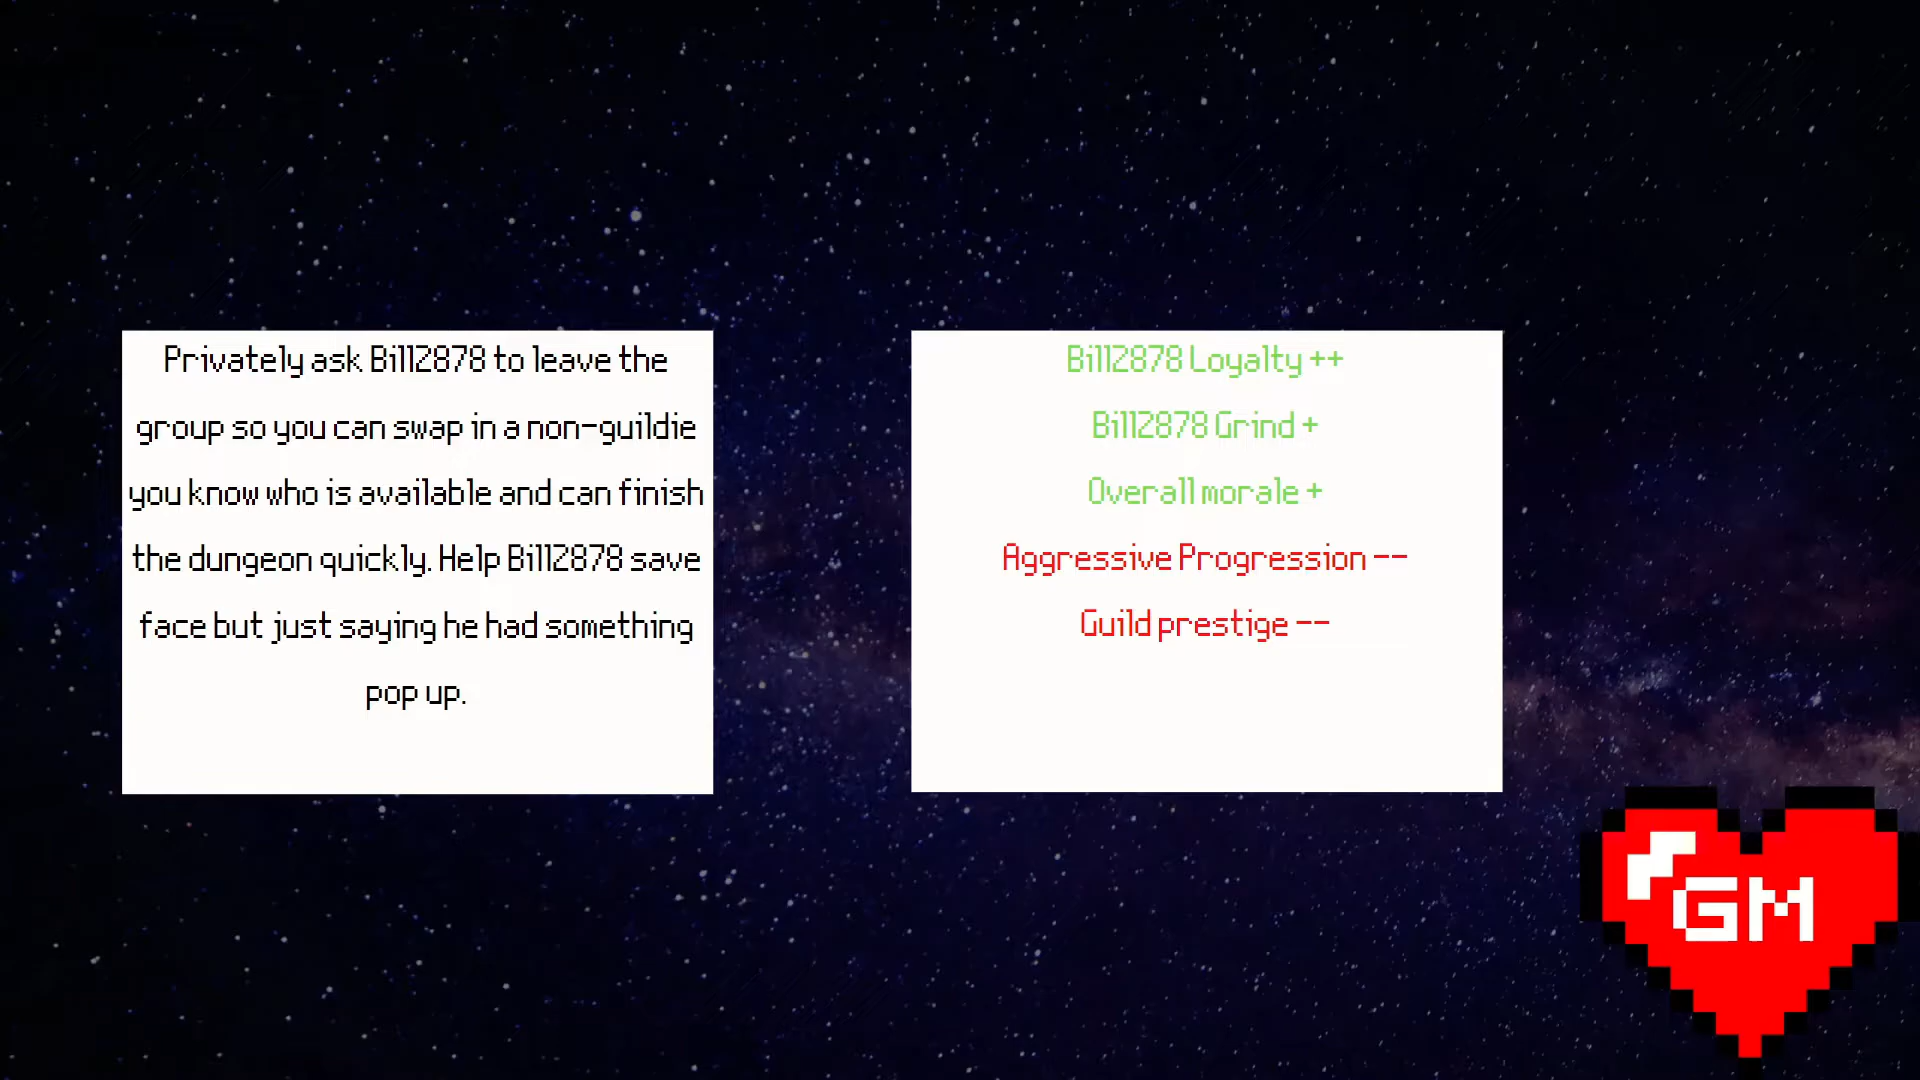 Privately ask Bill2878 to leave the
group so you can swap in a non-guildie
you know who is available and can finish
the dungeon quickly. Help Bill2878 save
face but just saying he had something
pop up.
Bill2878 Loyalty ++
Bill2878 Grind +
Overall morale +
Aggressive Progression --
Guild prestige --
GM